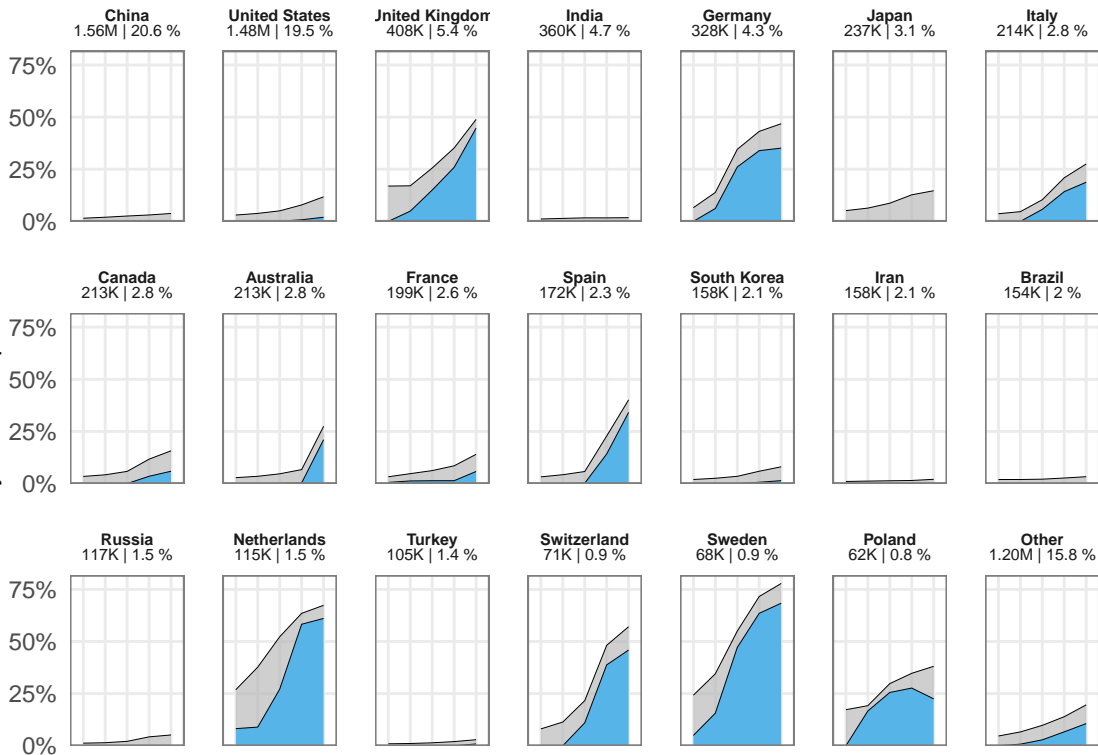 China United States United Kingdom India Germany Japan Italy
1.56M | 20.6 % 1.48M | 19.5 % 408K | 5.4 % 360K | 4.7 % 328K | 4.3 % 237K | 3.1 % 214K | 2.8 %
75%
50%
25%
0%
Canada Australia France Spain South Korea Iran Brazil
213K | 2.8 % 213K | 2.8 % 199K | 2.6 % 172K | 2.3 % 158K | 2.1 % 158K | 2.1 % 154K | 2 %
75%
50%
25%
0%
Russia Netherlands Turkey Switzerland Sweden Poland Other
117K | 1.5 % 115K | 1.5 % 105K | 1.4 % 71K | 0.9 % 68K | 0.9 % 62K | 0.8 % 1.20M | 15.8 %
75%
50%
25%
0%